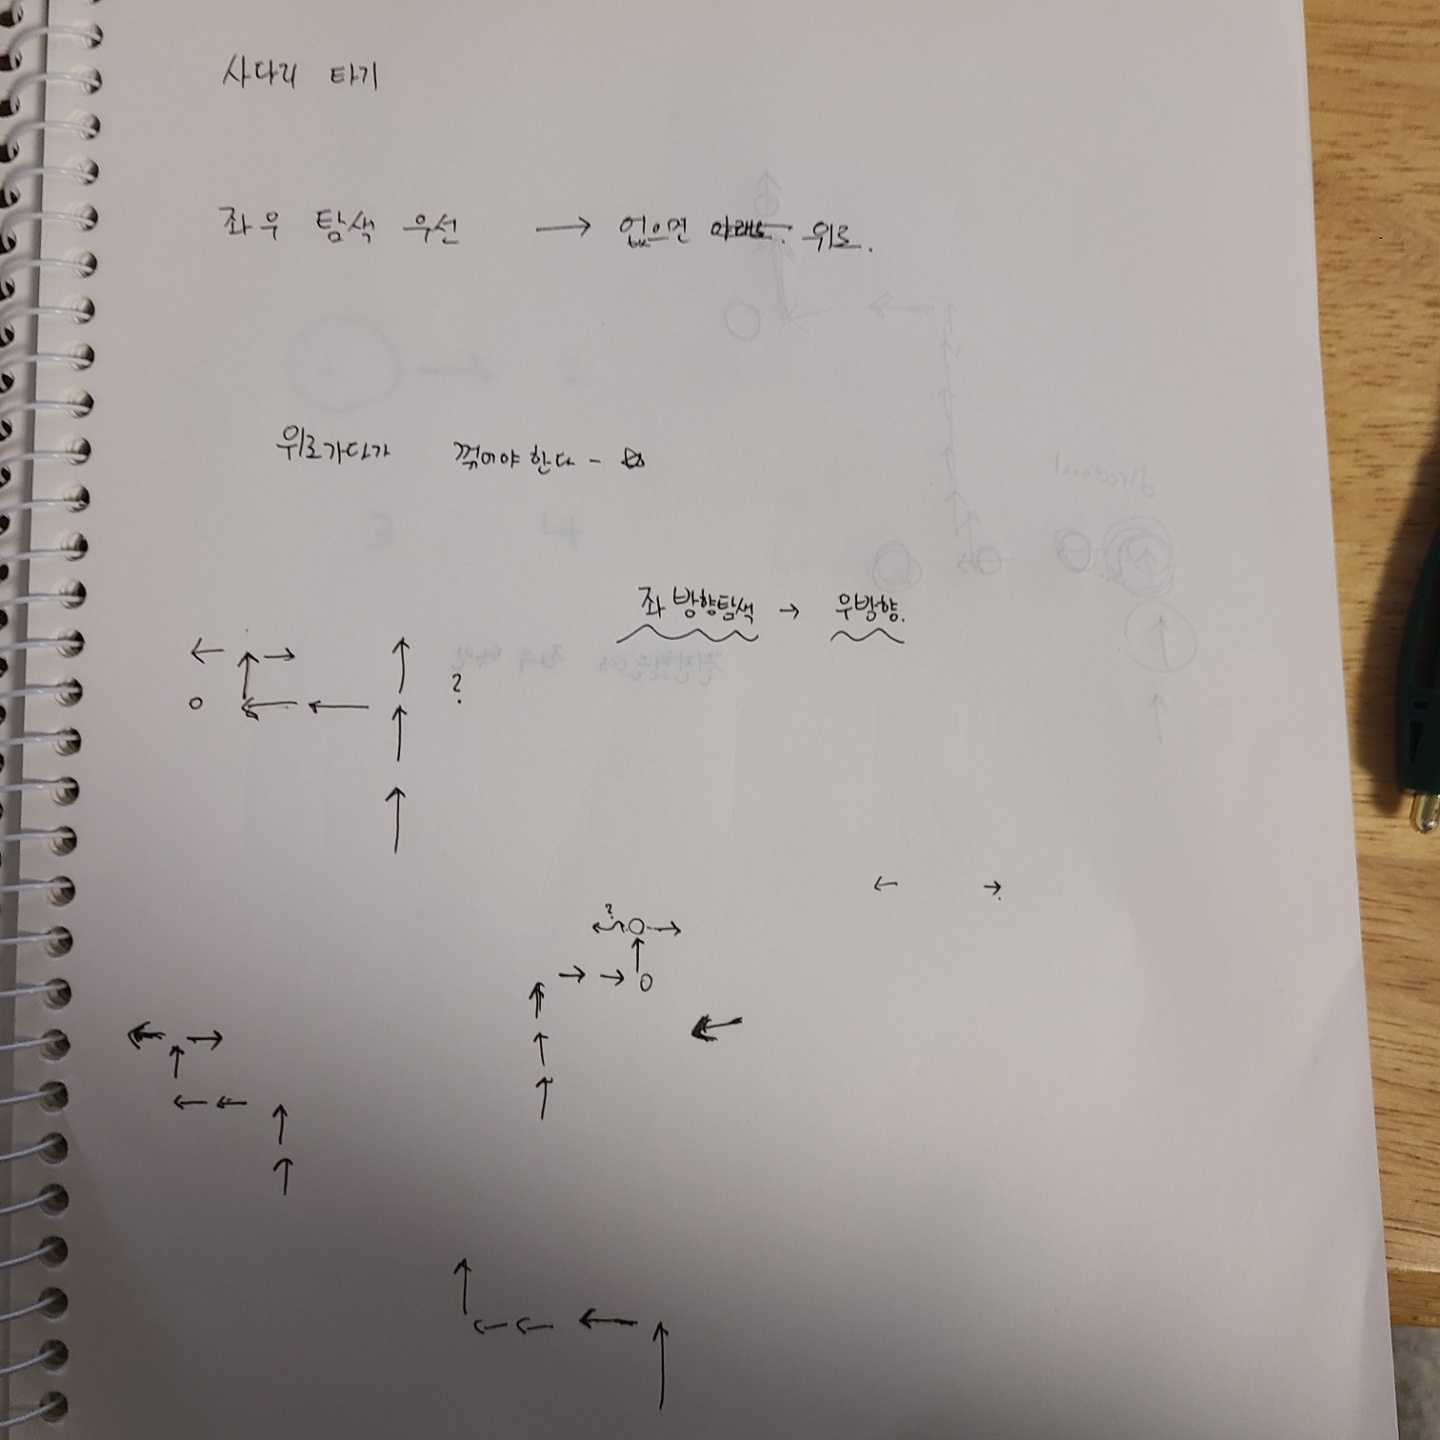 사다리 타기
좌우 탐색 우선 → 없으면 아래로. 위로.
위로가다가 꺾어야한다 -
좌 방향탐색 → 우방향.
?
?